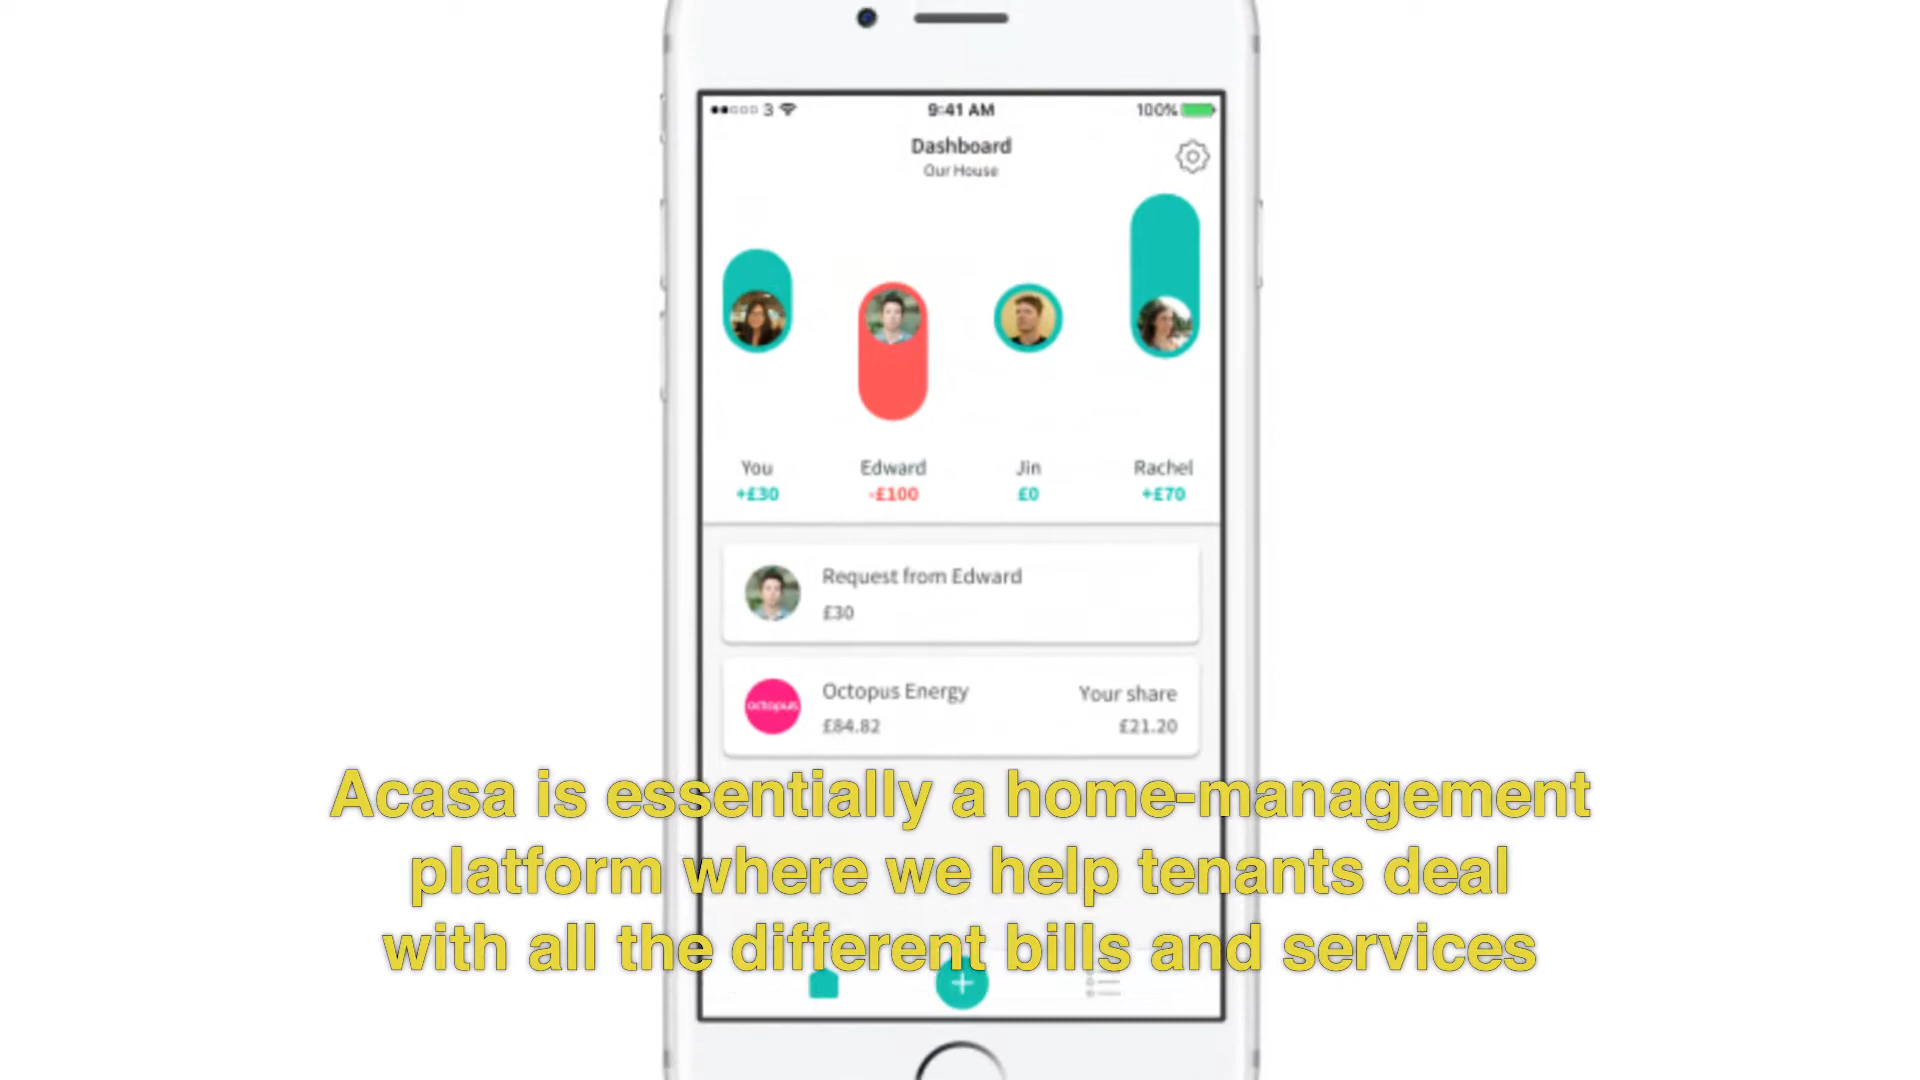 3
9:41 AM
100%
Dashboard
Our House
You
Edward
Jin
Rachel
+£30
-£100
£0
+£70
Request from Edward
£30
octopus
Octopus Energy
£84.82
Your share
£21.20
Acasa is essentially a home-management
platform where we help tenants deal
with all the different bills and services